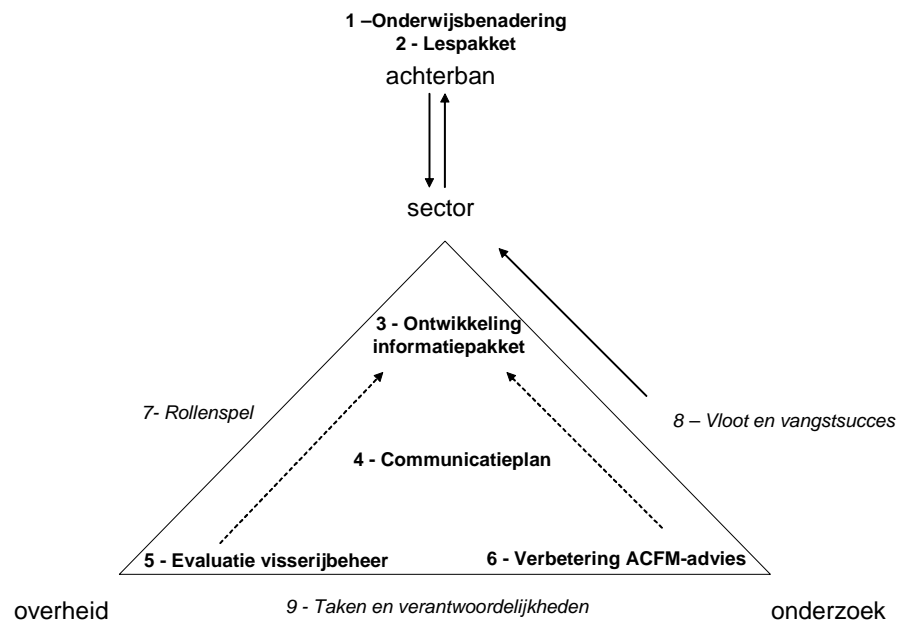 1 –Onderwijsbenadering
2 - Lespakket
achterban
sector
3 - Ontwikkeling
informatiepakket
7- Rollenspel
8 – Vloot en vangstsucces
4 - Communicatieplan
5 - Evaluatie visserijbeheer
6 - Verbetering ACFM-advies
overheid
9 - Taken en verantwoordelijkheden
onderzoek